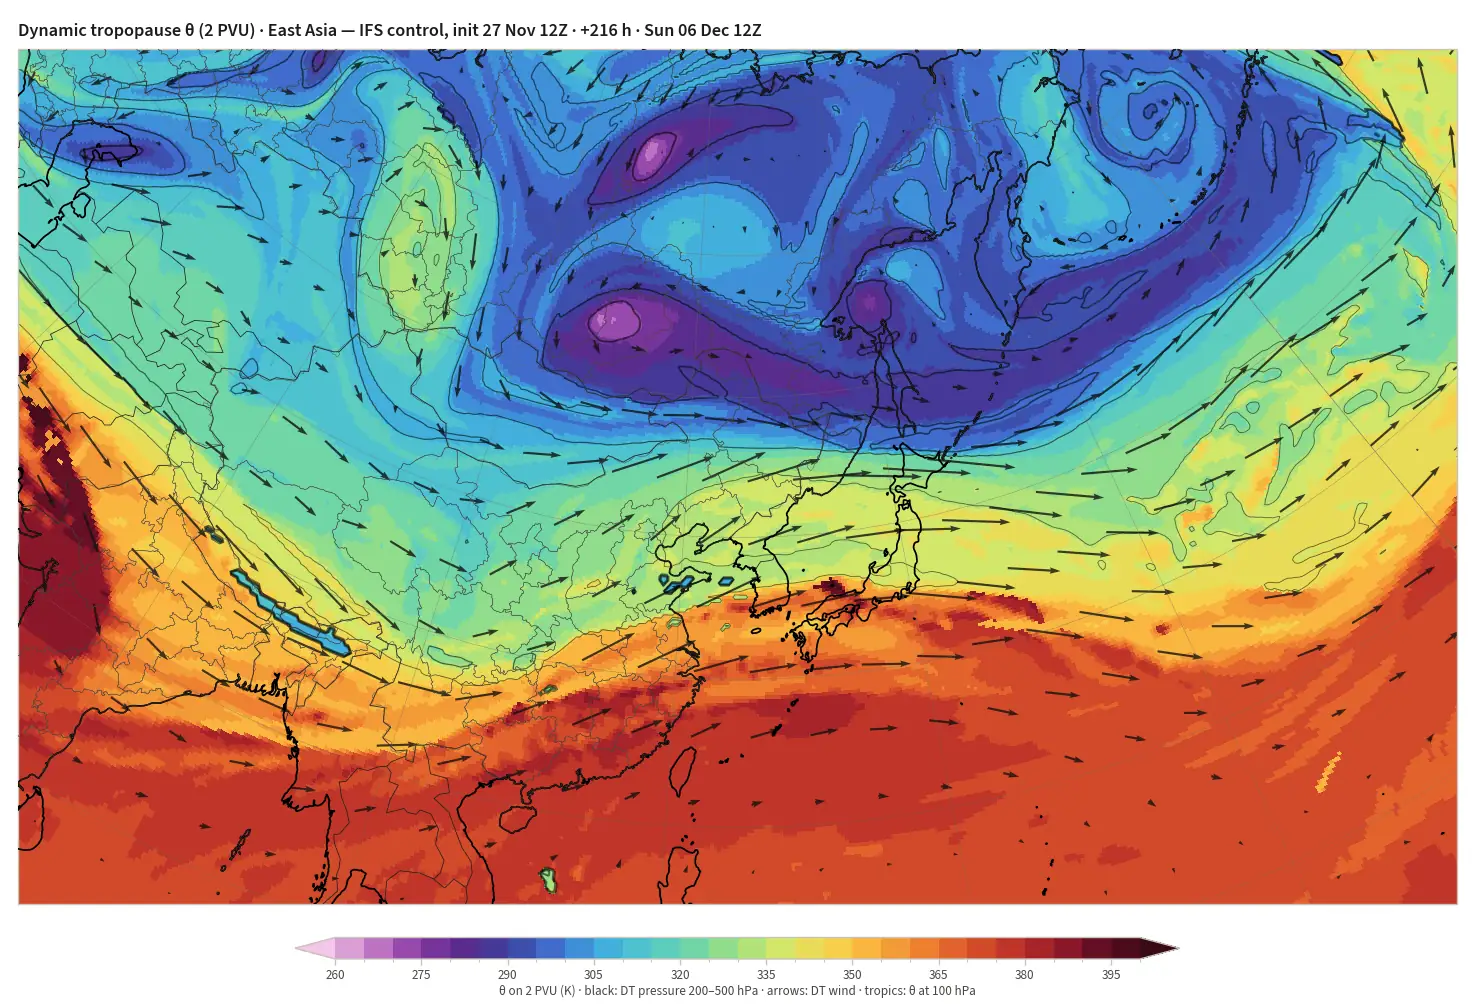 Dynamic tropopause θ (2 PVU) · East Asia — IFS control, init 27 Nov 12Z · +216 h · Sun 06 Dec 12Z
260 275 290 305 320 335 350 365 380 395
θ on 2 PVU (K) · black: DT pressure 200–500 hPa · arrows: DT wind · tropics: θ at 100 hPa